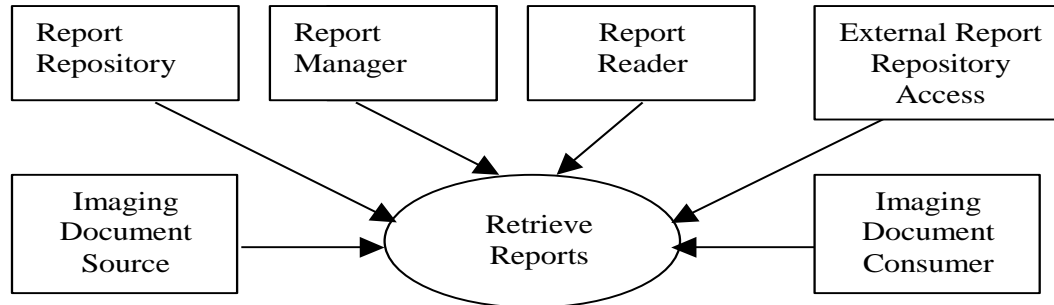 Report
Repository
Report
Manager
Report
Reader
External Report
Repository
Access
Imaging
Document
Source
Retrieve
Reports
Imaging
Document
Consumer